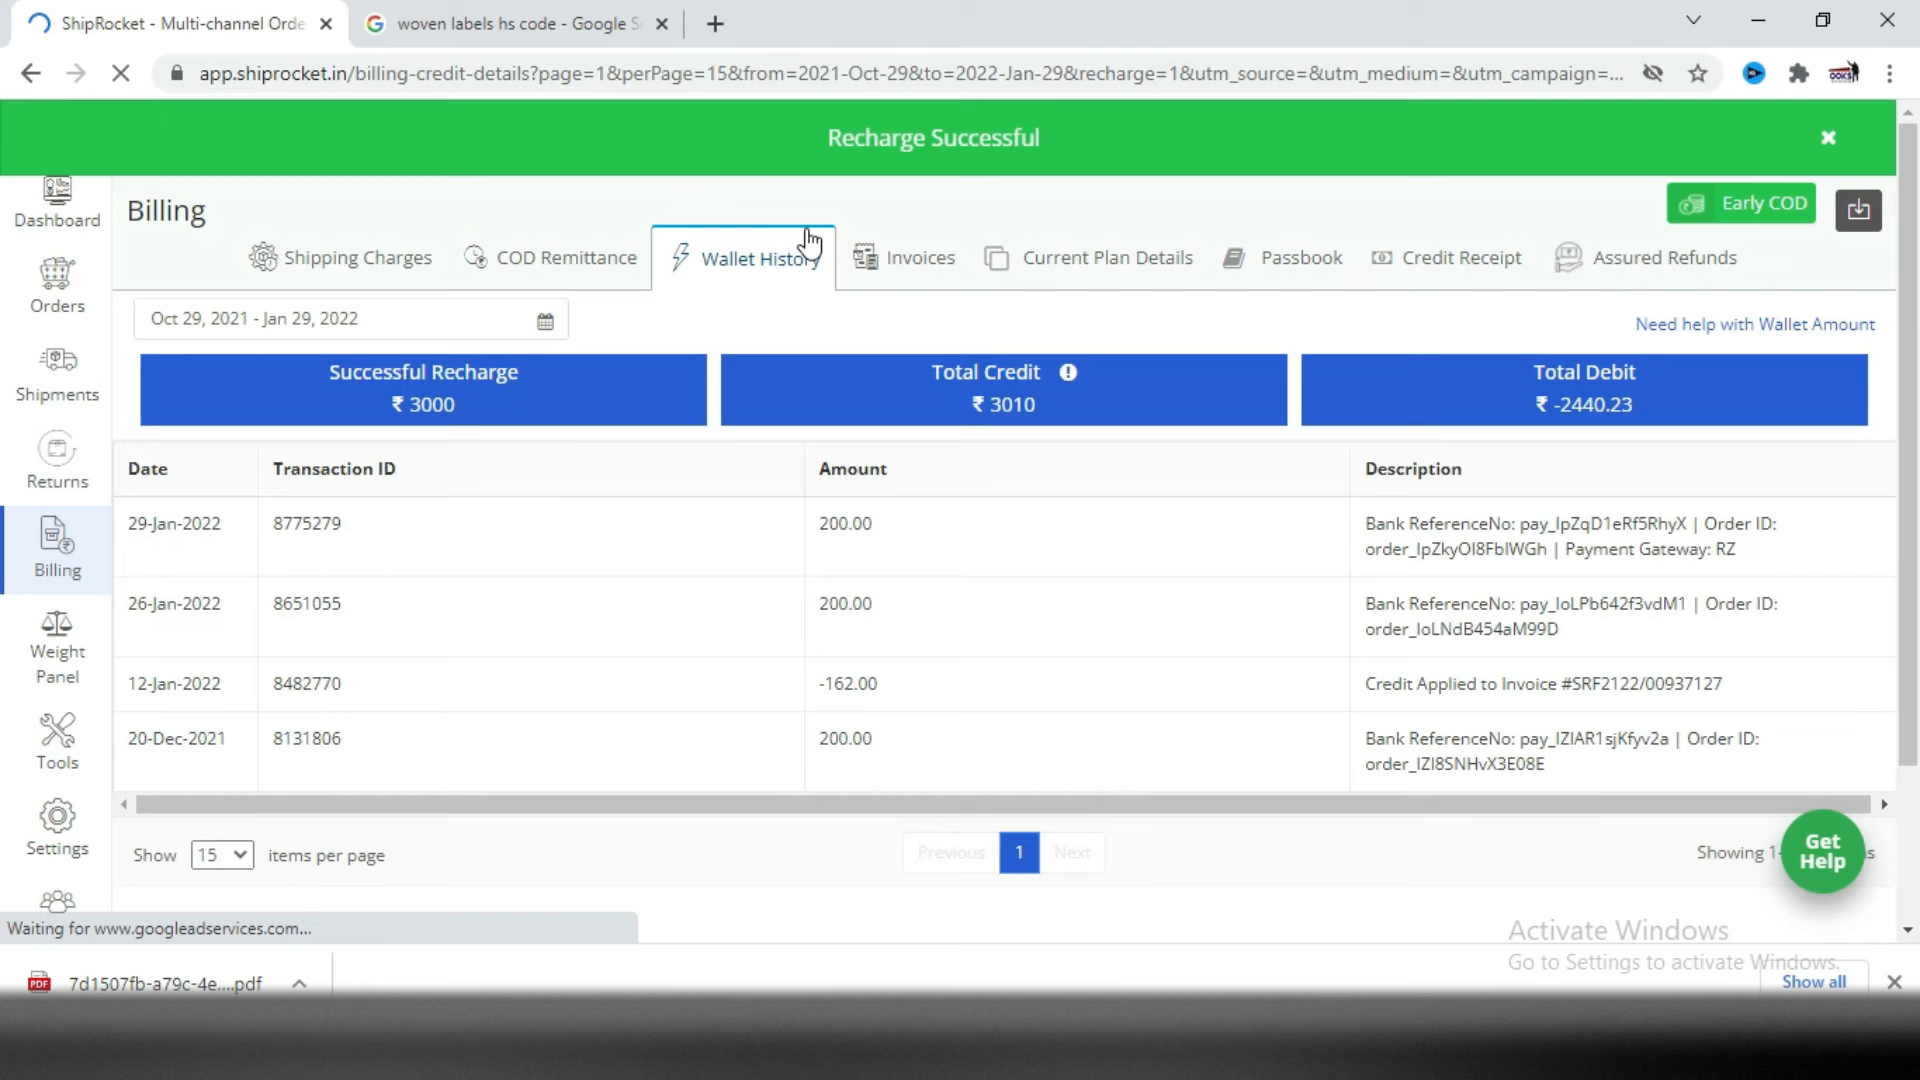 ShipRocket - Multi-channel Orde
woven labels hs code - Google S
app.shiprocket.in/billing-credit-details?page=1&perPage=15&from=2021-Oct-29&to=2022-Jan-29&recharge=1&utm_source=&utm_medium=&utm_campaign=...
Recharge Successful
Dashboard
Orders
Shipments
Returns
Billing
Weight
Panel
Tools
Settings
Billing
Early COD
Shipping Charges
COD Remittance
Wallet History
Invoices
Current Plan Details
Passbook
Credit Receipt
Assured Refunds
Oct 29, 2021 - Jan 29, 2022
Need help with Wallet Amount
Successful Recharge
₹ 3000
Total Credit
₹ 3010
Total Debit
₹ -2440.23
Date Transaction ID Amount Description
29-Jan-2022 8775279 200.00 Bank ReferenceNo: pay_IpZqD1eRf5RhyX | Order ID:
order_IpZkyOI8FbIWGh | Payment Gateway: RZ
26-Jan-2022 8651055 200.00 Bank ReferenceNo: pay_IoLPb642f3vdM1 | Order ID:
order_IoLNdB454aM99D
12-Jan-2022 8482770 -162.00 Credit Applied to Invoice #SRF2122/00937127
20-Dec-2021 8131806 200.00 Bank ReferenceNo: pay_IZIAR1sjKfyv2a | Order ID:
order_IZI8SNHvX3E08E
Show 15 items per page
Previous 1 Next
Showing 1-
Get
Help
Waiting for www.googleadservices.com...
Activate Windows
Go to Settings to activate Windows.
7d1507fb-a79c-4e....pdf
Show all